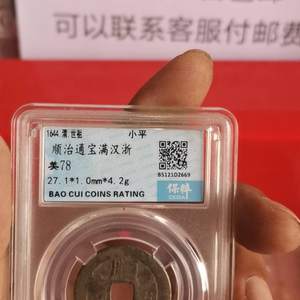 可以联系客服付邮费
1644 清 世祖 小平
顺治通宝满汉浙
美78
27.1*1.0mm*4.2g
BAO CUI COINS RATING
BS121D2669
保粹